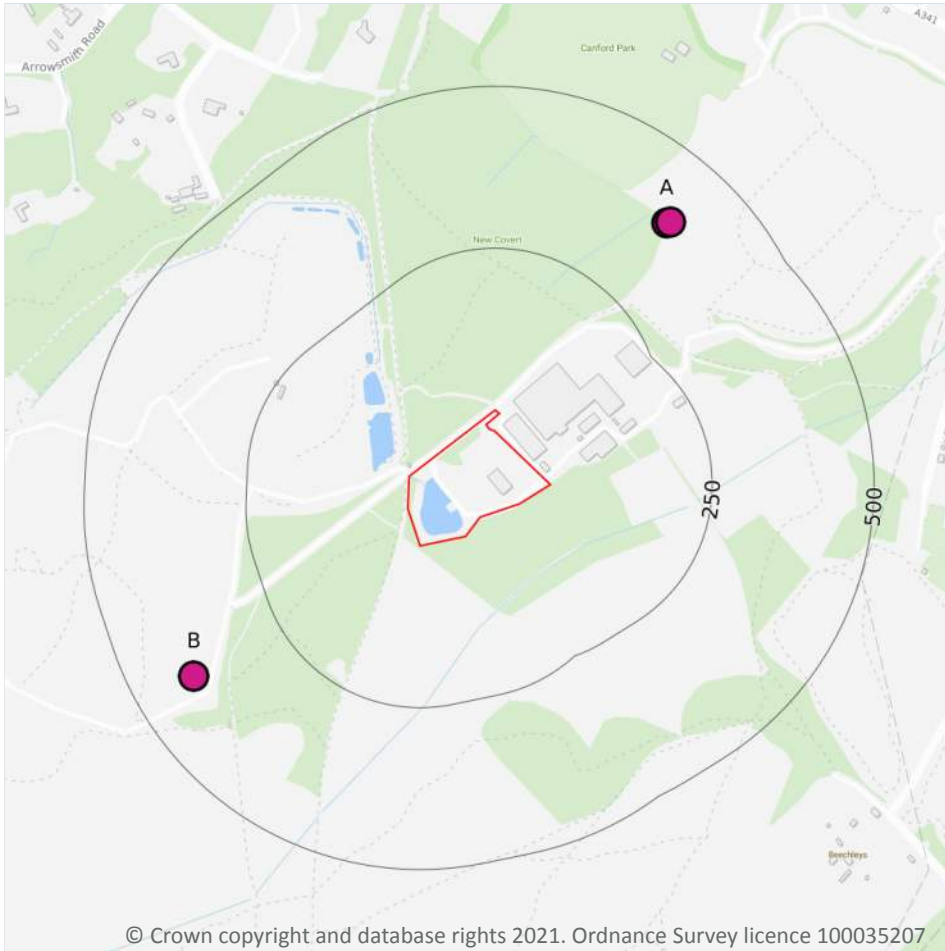 A341
Arrowsmith Road
Canford Park
A
New Covert
250
500
B
Beechleys
© Crown copyright and database rights 2021. Ordnance Survey licence 100035207